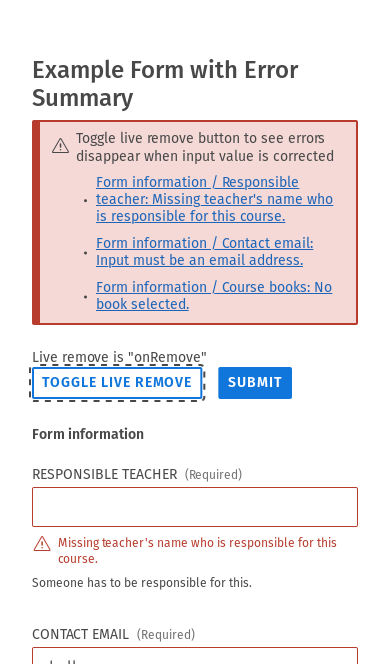 Example Form with Error
Summary
Toggle live remove button to see errors
disappear when input value is corrected
Form information / Responsible
teacher: Missing teacher's name who
is responsible for this course.
Form information / Contact email:
Input must be an email address.
Form information / Course books: No
book selected.
Live remove is "onRemove"
TOGGLE LIVE REMOVE SUBMIT
Form information
RESPONSIBLE TEACHER (Required)
Missing teacher's name who is responsible for this
course.
Someone has to be responsible for this.
CONTACT EMAIL (Required)